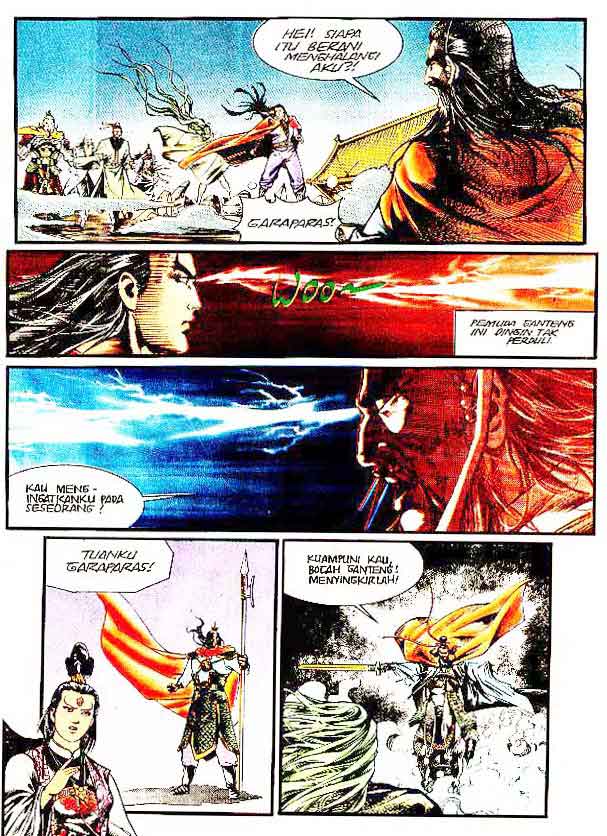 HEI! SIAPA
ITU BERANI
MENGHALANGI
AKU?!
GARAPARAS!
WOO~
PEMUDA GANTENG
INI DINGIN TAK
PERDULI.
KAU MENG-
INGATKANKU PADA
SESEORANG!
TUANKU
GARAPARAS!
KUAMPUNI KAU,
BOCAH GANTENG!
MENYINGKIRLAH!